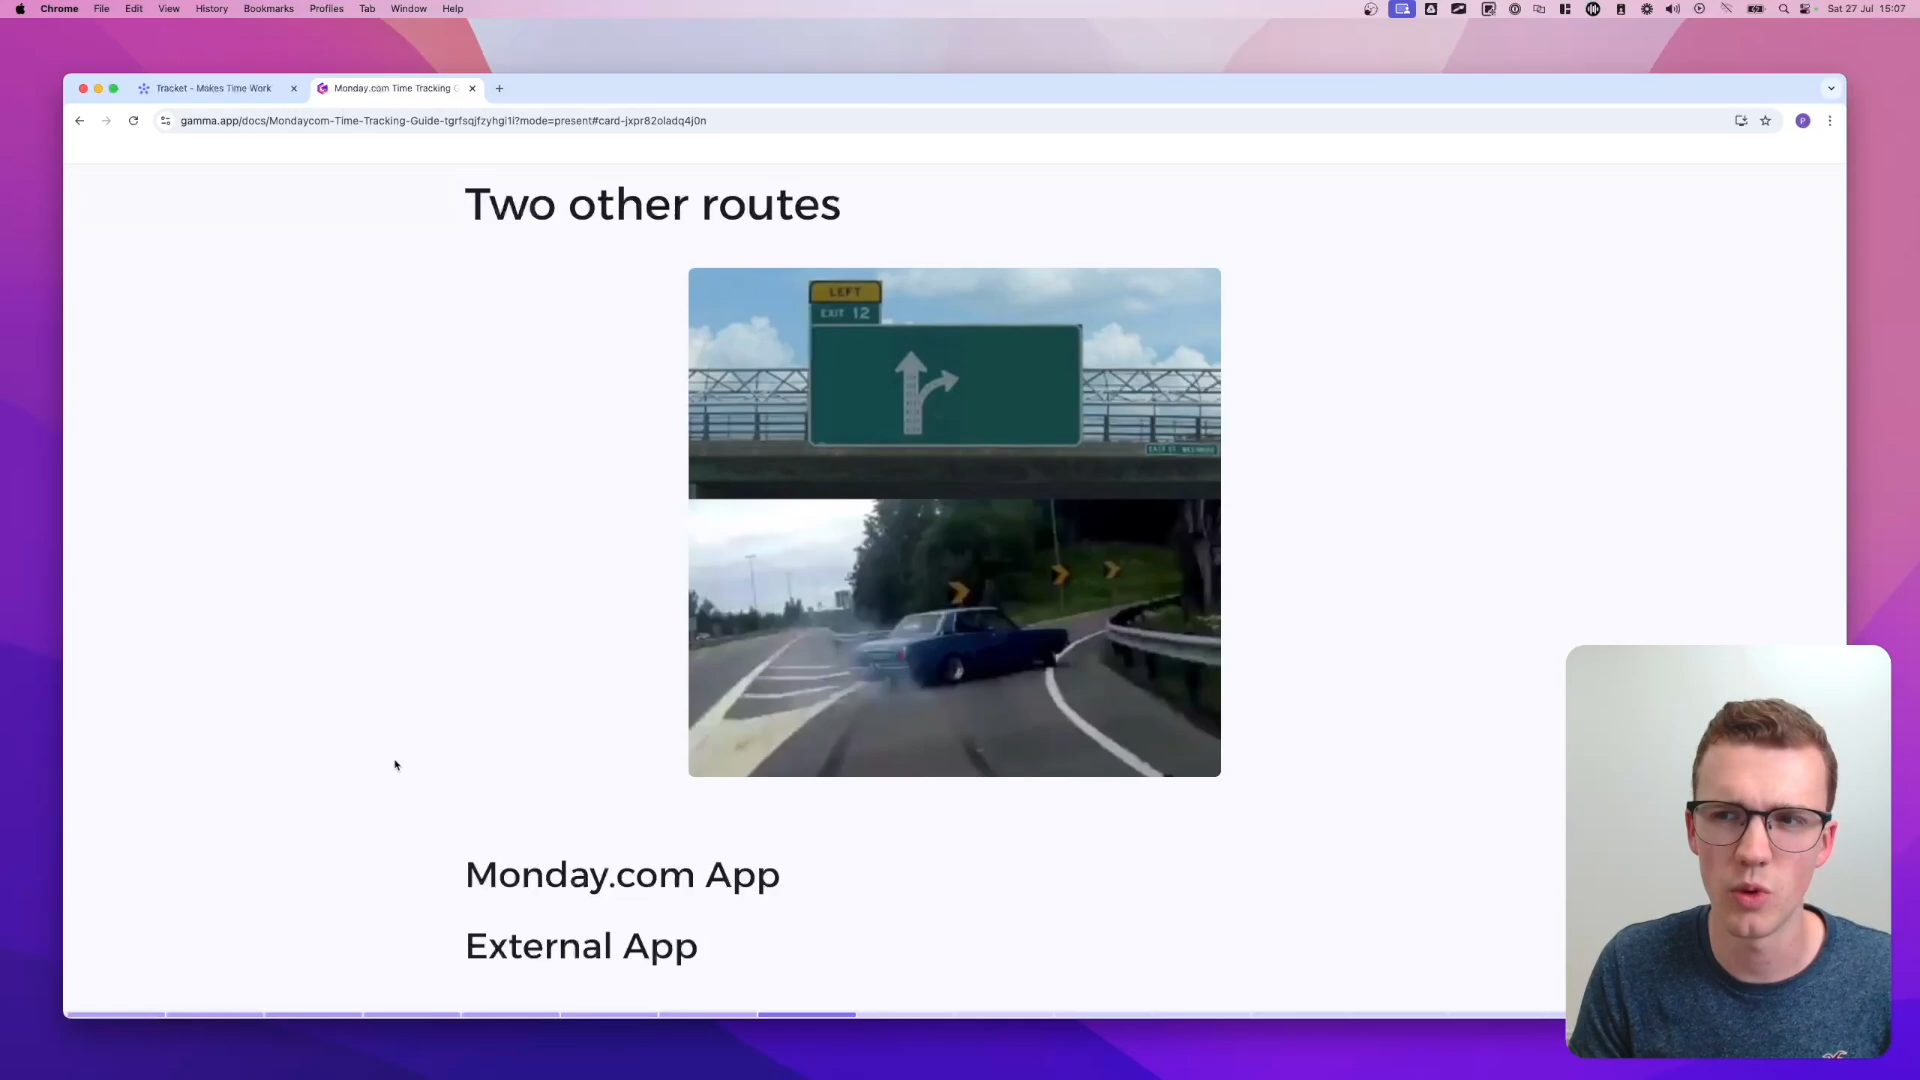 Chrome File Edit View History Bookmarks Profiles Tab Window Help
Sat 27 Jul 15:07
Tracket - Makes Time Work
Monday.com Time Tracking G
gamma.app/docs/Mondaycom-Time-Tracking-Guide-tgrfsqjfzyhgi1i?mode=present#card-jxpr82oladq4j0n
P
Two other routes
LEFT
EXIT 12
Monday.com App
External App